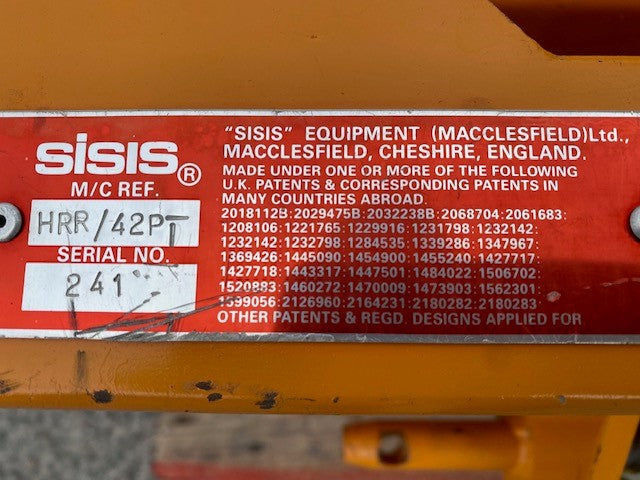 SISIS®
M/C REF.
HRR/42PT
SERIAL NO.
241
"SISIS" EQUIPMENT (MACCLESFIELD)Ltd.,
MACCLESFIELD, CHESHIRE, ENGLAND.
MADE UNDER ONE OR MORE OF THE FOLLOWING
U.K. PATENTS & CORRESPONDING PATENTS IN
MANY COUNTRIES ABROAD.
2018112B: 2029475B: 2032238B: 2068704: 2061683:
1208106: 1221765: 1229916: 1231798: 1232142:
1232142: 1232798: 1284535: 1339286: 1347967:
1369426: 1445090: 1454900: 1455240: 1427717:
1427718: 1443317: 1447501: 1484022: 1506702:
1520883: 1460272: 1470009: 1473903: 1562301:
1599056: 2126960: 2164231: 2180282: 2180283:
OTHER PATENTS & REGD. DESIGNS APPLIED FOR